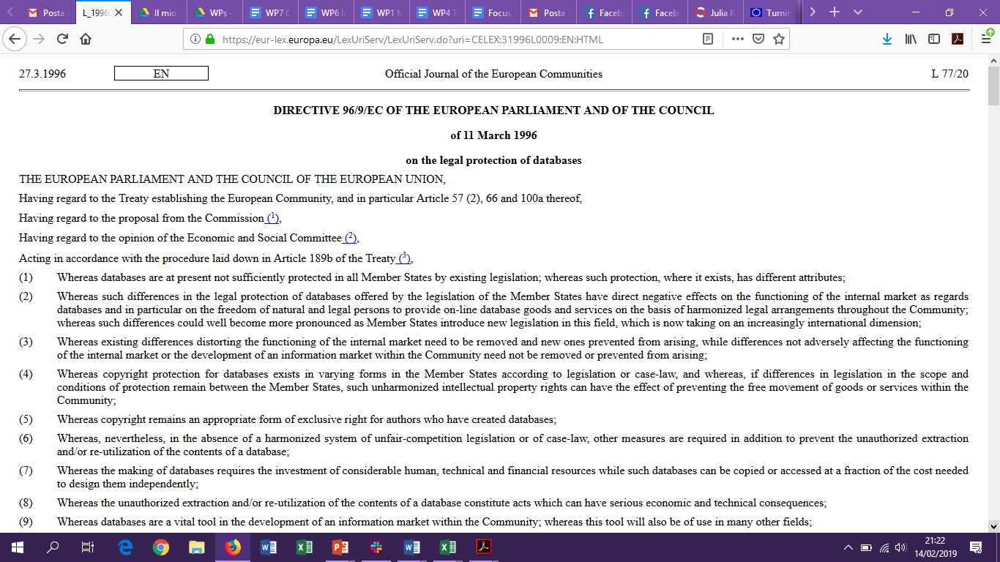 Posta
L_1996
Il mio
WPs -
WP7 C
WP6 I
WP1 M
WP4 T
Focus
Posta
Faceb
Faceb
Julia R
Turnin
https://eur-lex.europa.eu/LexUriServ/LexUriServ.do?uri=CELEX:31996L0009:EN:HTML
27.3.1996 EN Official Journal of the European Communities L 77/20
DIRECTIVE 96/9/EC OF THE EUROPEAN PARLIAMENT AND OF THE COUNCIL
of 11 March 1996
on the legal protection of databases
THE EUROPEAN PARLIAMENT AND THE COUNCIL OF THE EUROPEAN UNION,
Having regard to the Treaty establishing the European Community, and in particular Article 57 (2), 66 and 100a thereof,
Having regard to the proposal from the Commission (1),
Having regard to the opinion of the Economic and Social Committee (2),
Acting in accordance with the procedure laid down in Article 189b of the Treaty (3),
(1) Whereas databases are at present not sufficiently protected in all Member States by existing legislation; whereas such protection, where it exists, has different attributes;
(2) Whereas such differences in the legal protection of databases offered by the legislation of the Member States have direct negative effects on the functioning of the internal market as regards
databases and in particular on the freedom of natural and legal persons to provide on-line database goods and services on the basis of harmonized legal arrangements throughout the Community;
whereas such differences could well become more pronounced as Member States introduce new legislation in this field, which is now taking on an increasingly international dimension;
(3) Whereas existing differences distorting the functioning of the internal market need to be removed and new ones prevented from arising, while differences not adversely affecting the functioning
of the internal market or the development of an information market within the Community need not be removed or prevented from arising;
(4) Whereas copyright protection for databases exists in varying forms in the Member States according to legislation or case-law, and whereas, if differences in legislation in the scope and
conditions of protection remain between the Member States, such unharmonized intellectual property rights can have the effect of preventing the free movement of goods or services within the
Community;
(5) Whereas copyright remains an appropriate form of exclusive right for authors who have created databases;
(6) Whereas, nevertheless, in the absence of a harmonized system of unfair-competition legislation or of case-law, other measures are required in addition to prevent the unauthorized extraction
and/or re-utilization of the contents of a database;
(7) Whereas the making of databases requires the investment of considerable human, technical and financial resources while such databases can be copied or accessed at a fraction of the cost needed
to design them independently;
(8) Whereas the unauthorized extraction and/or re-utilization of the contents of a database constitute acts which can have serious economic and technical consequences;
(9) Whereas databases are a vital tool in the development of an information market within the Community; whereas this tool will also be of use in many other fields;
21:22
14/02/2019